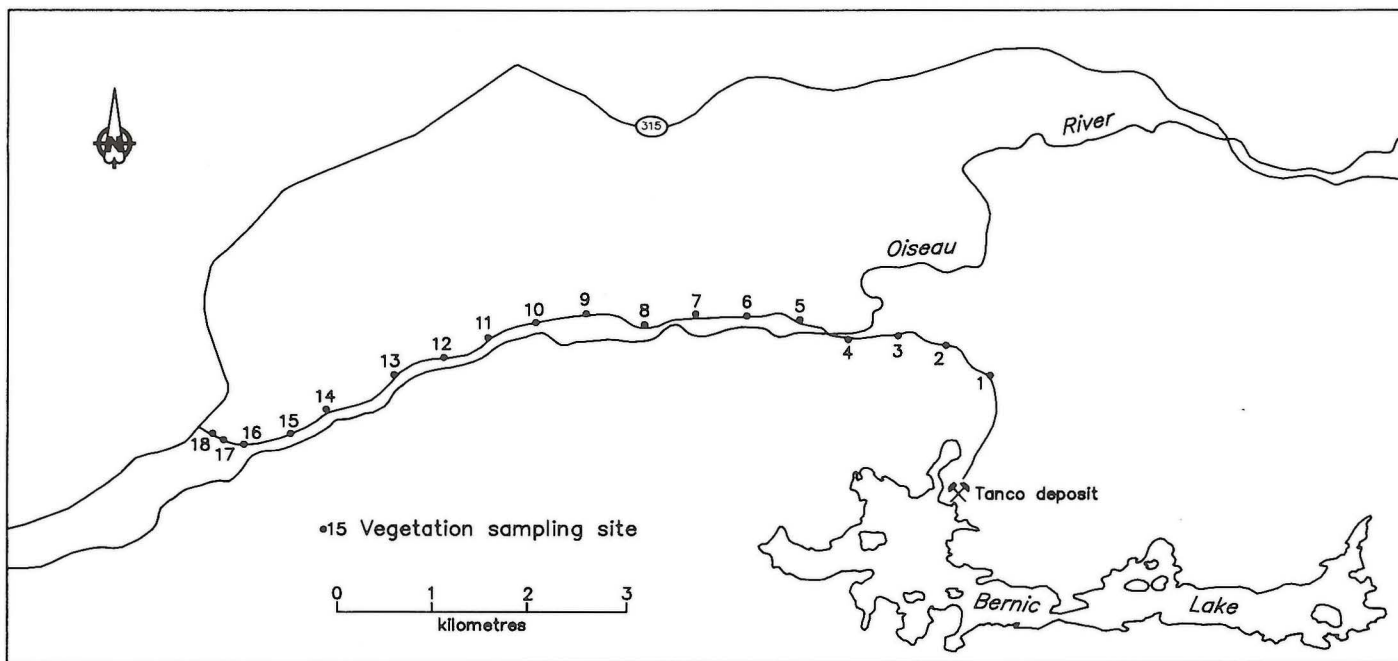 315
River
N
Oiseau
9
7
6
5
10
8
11
3
12
4
2
13
1
14
15
16
18
17
Tanco deposit
•15 Vegetation sampling site
0 1 2 3
kilometres
Bernic Lake